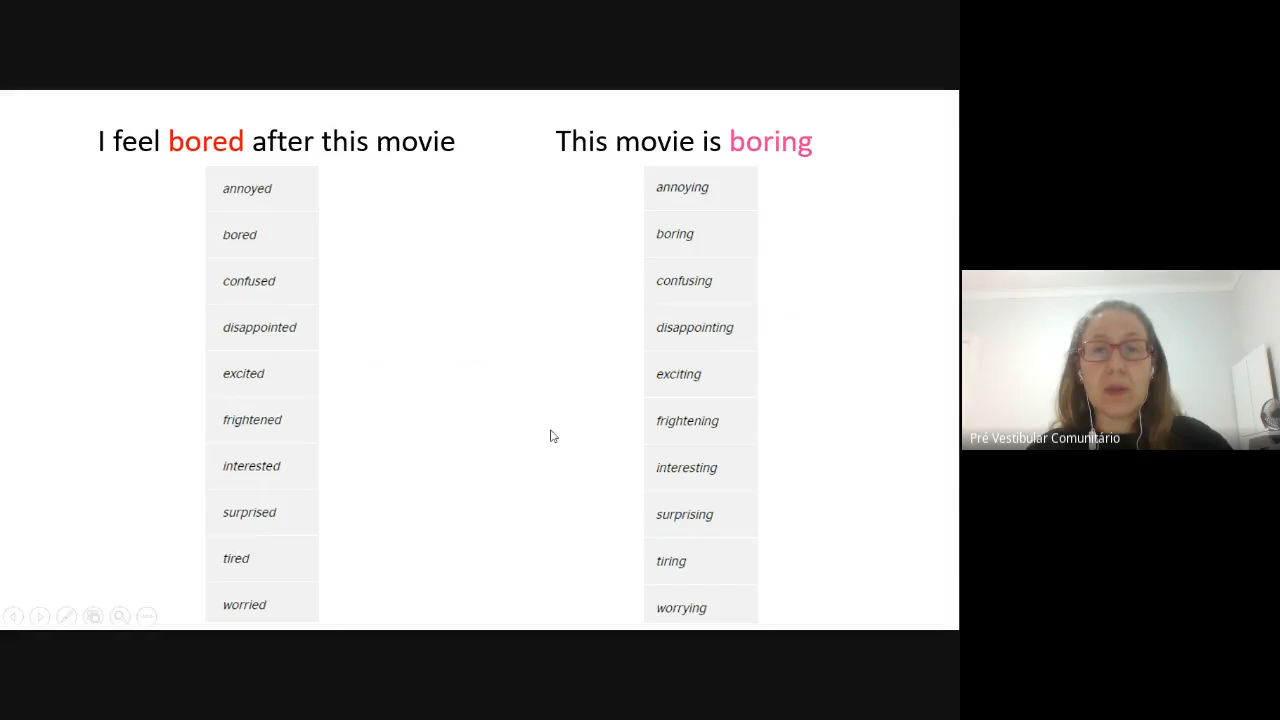 I feel bored after this movie
annoyed
bored
confused
disappointed
excited
frightened
interested
surprised
tired
worried
This movie is boring
annoying
boring
confusing
disappointing
exciting
frightening
interesting
surprising
tiring
worrying
Pré Vestibular Comunitário